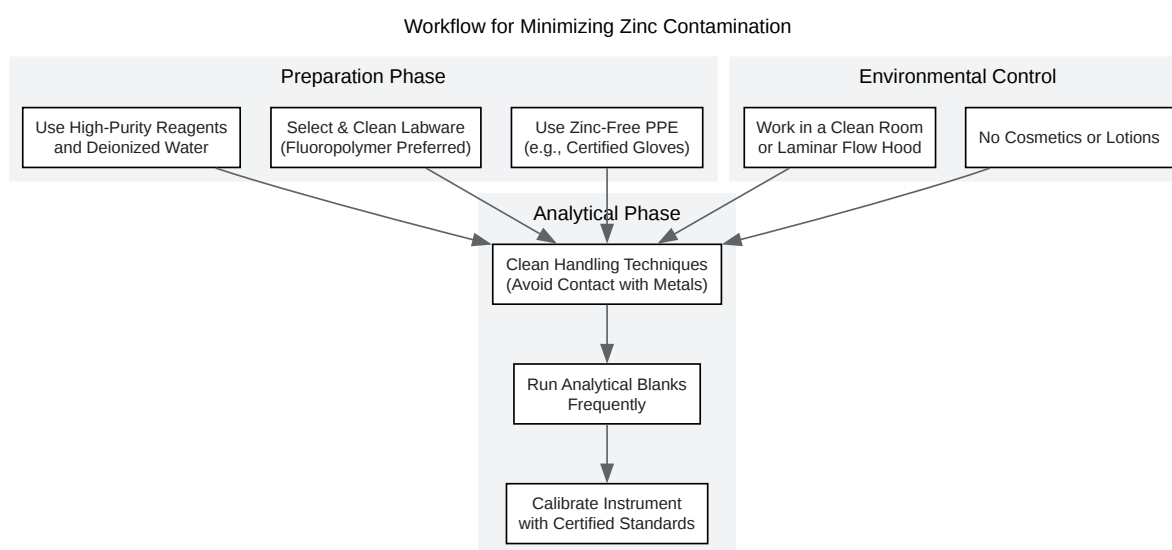 Workflow for Minimizing Zinc Contamination
Preparation Phase
Use High-Purity Reagents
and Deionized Water
Select & Clean Labware
(Fluoropolymer Preferred)
Use Zinc-Free PPE
(e.g., Certified Gloves)
Environmental Control
Work in a Clean Room
or Laminar Flow Hood
No Cosmetics or Lotions
Analytical Phase
Clean Handling Techniques
(Avoid Contact with Metals)
Run Analytical Blanks
Frequently
Calibrate Instrument
with Certified Standards